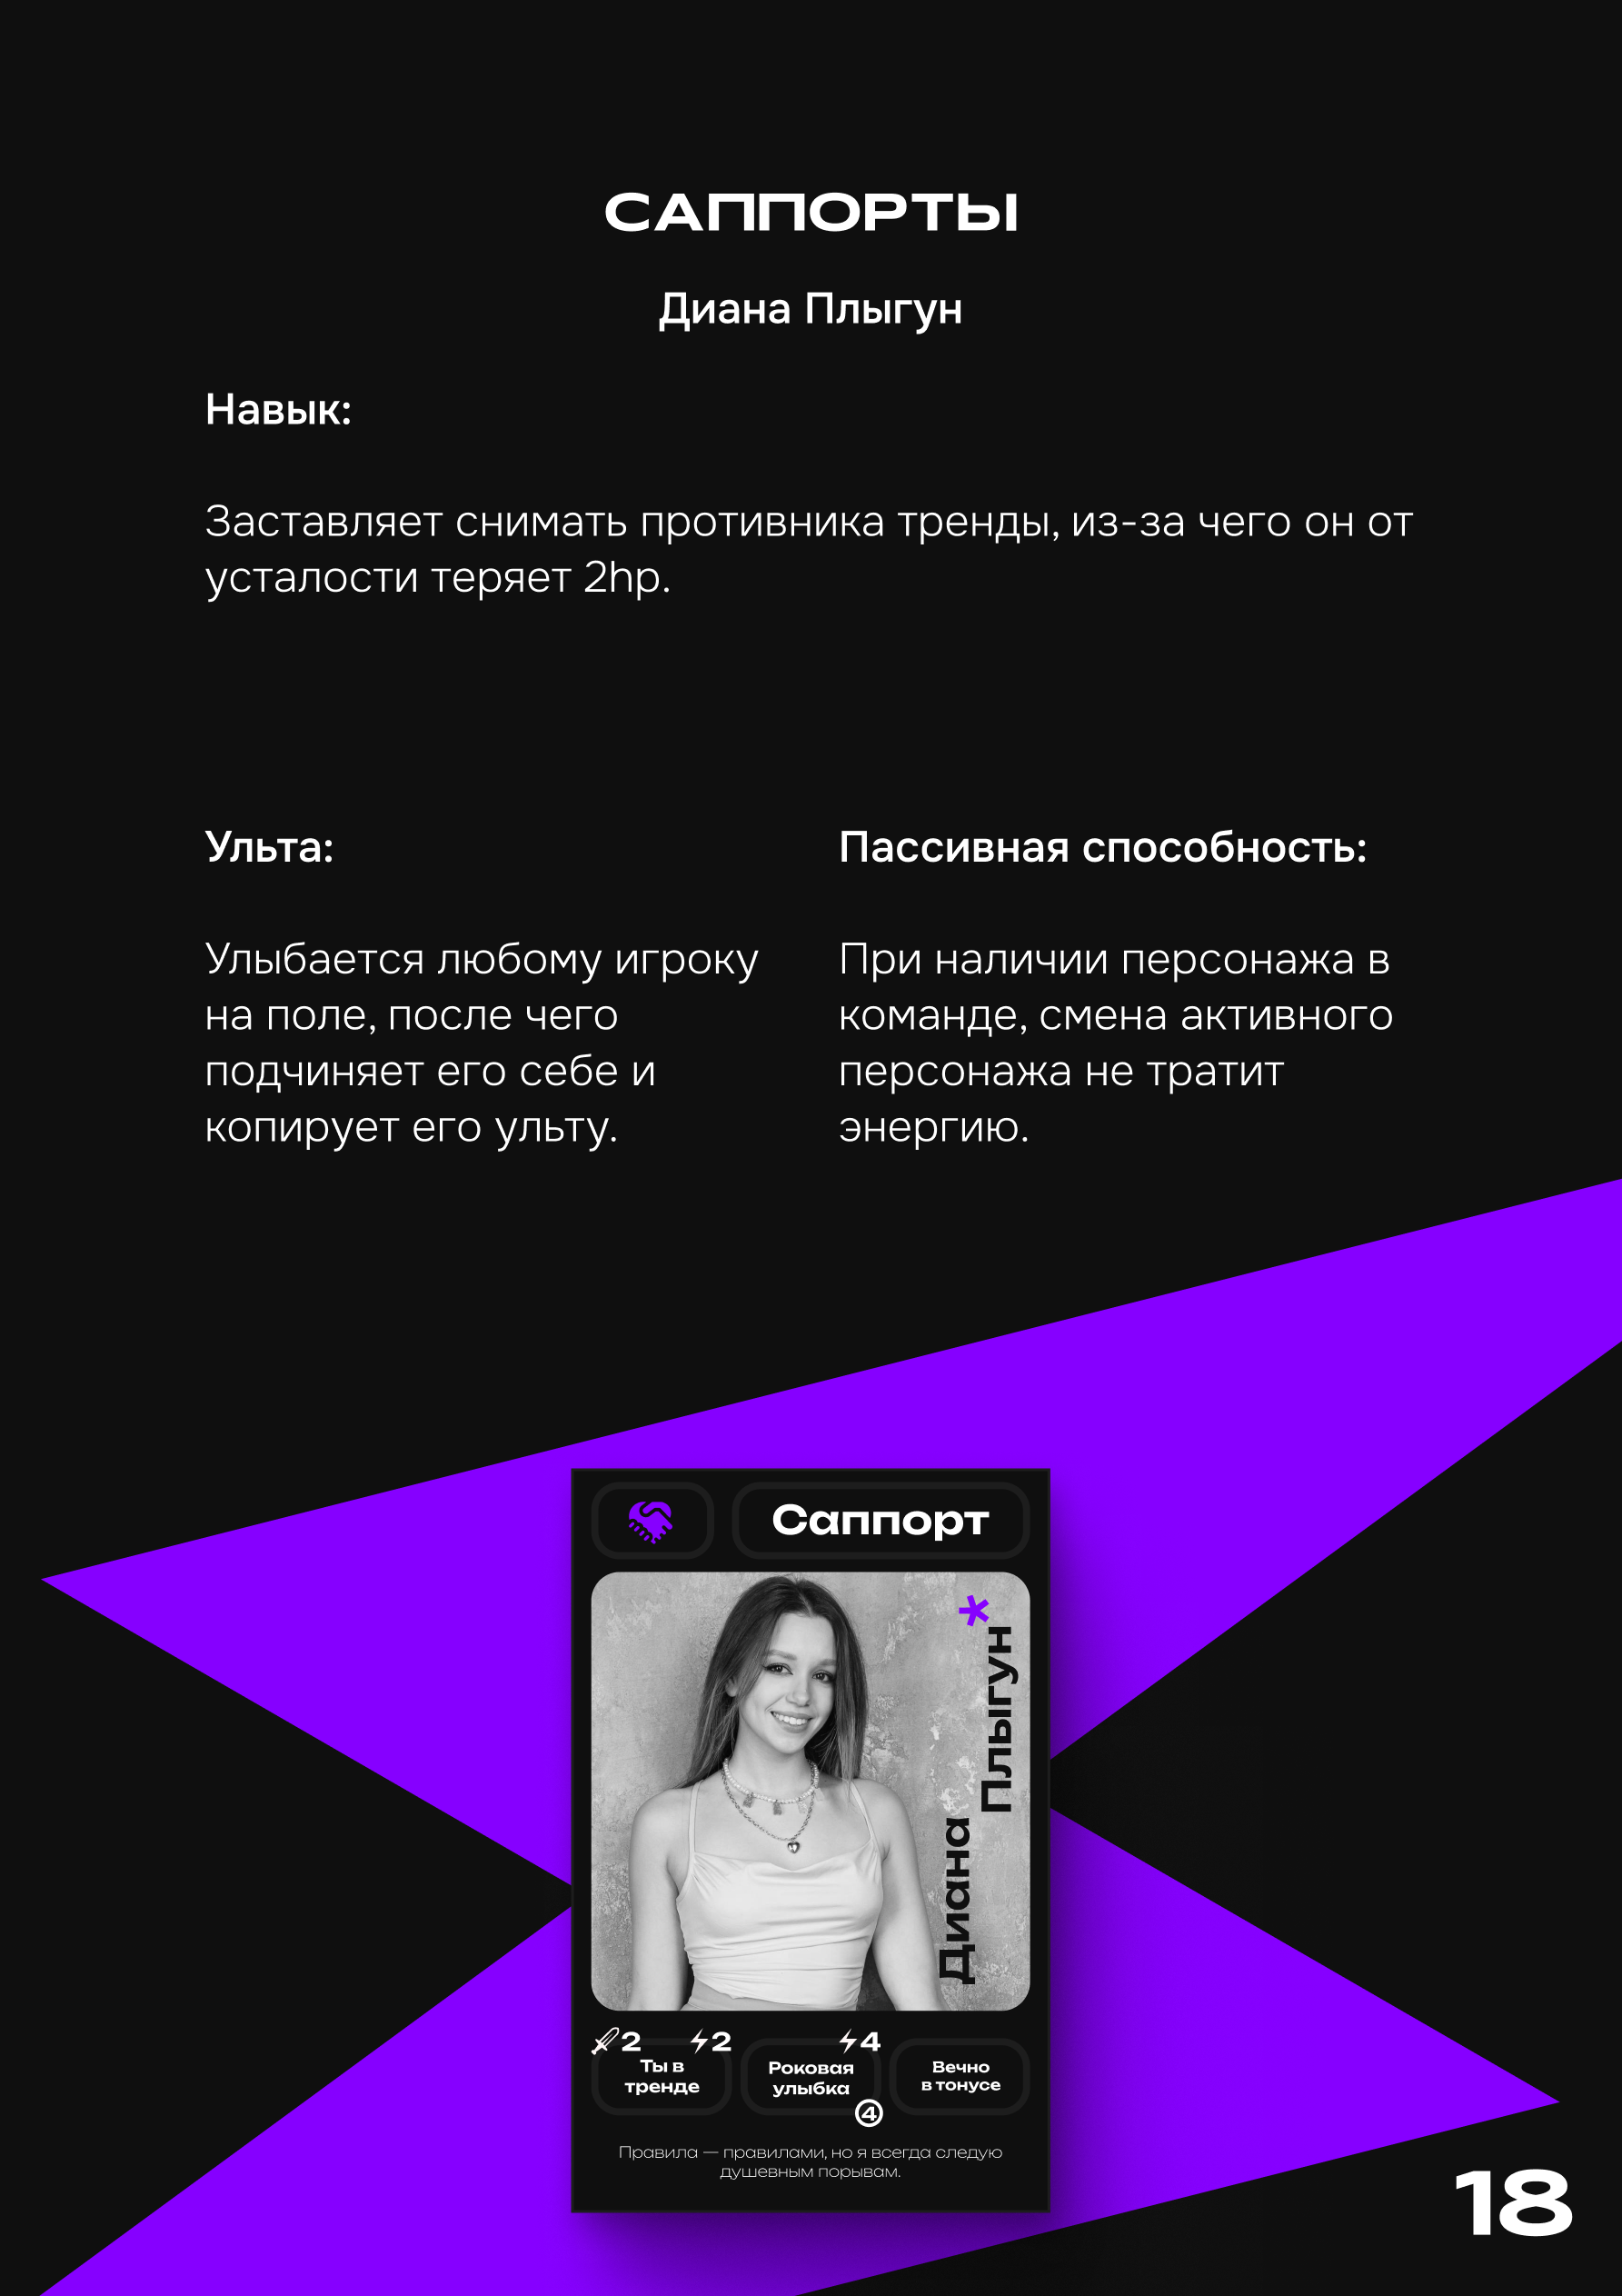 САППОРТЫ
Диана Плыгун
Навык:
Заставляет снимать противника тренды, из-за чего он от
усталости теряет 2hp.
Ульта:
Улыбается любому игроку
на поле, после чего
подчиняет его себе и
копирует его ульту.
Пассивная способность:
При наличии персонажа в
команде, смена активного
персонажа не тратит
энергию.
Саппорт
Диана
Плыгун*
2 2
Ты в
тренде
4
Роковая
улыбка
4
Вечно
в тонусе
Правила — правилами, но я всегда следую
душевным порывам.
18